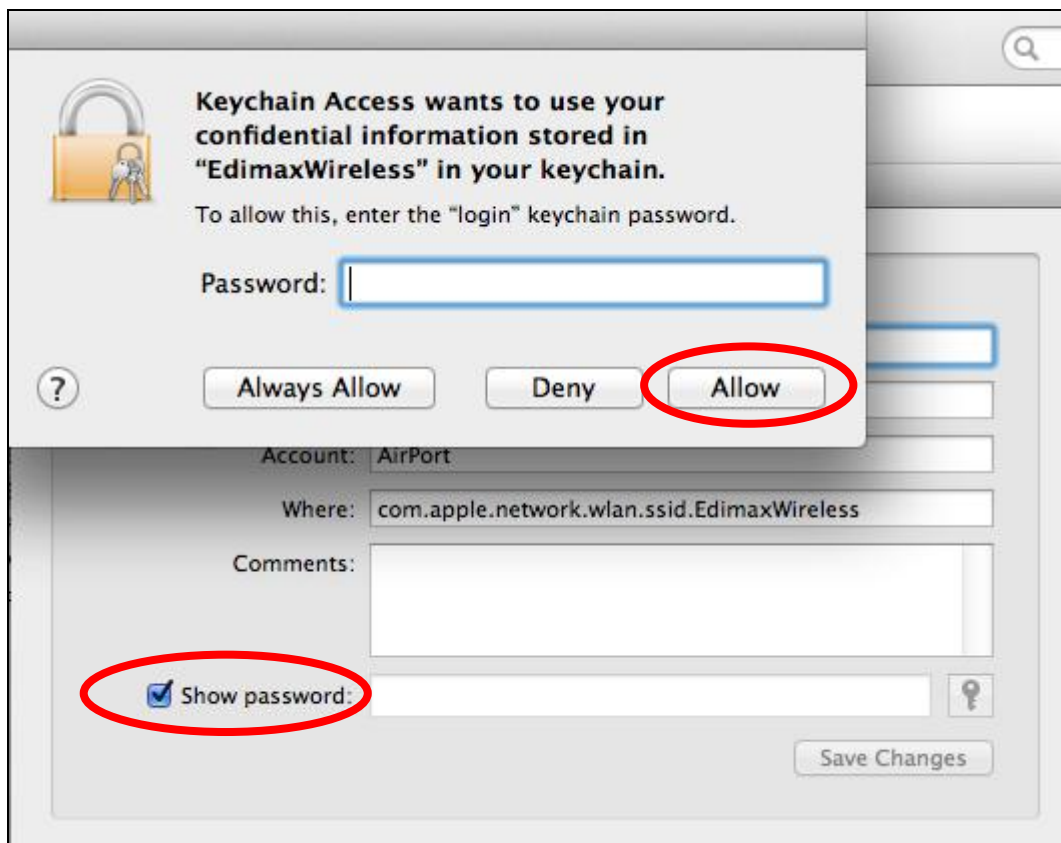 Keychain Access wants to use your
confidential information stored in
“EdimaxWireless” in your keychain.
To allow this, enter the “login” keychain password.
Password:
?
Always Allow
Deny
Allow
Account: AirPort
Where: com.apple.network.wlan.ssid.EdimaxWireless
Comments:
Show password:
Save Changes